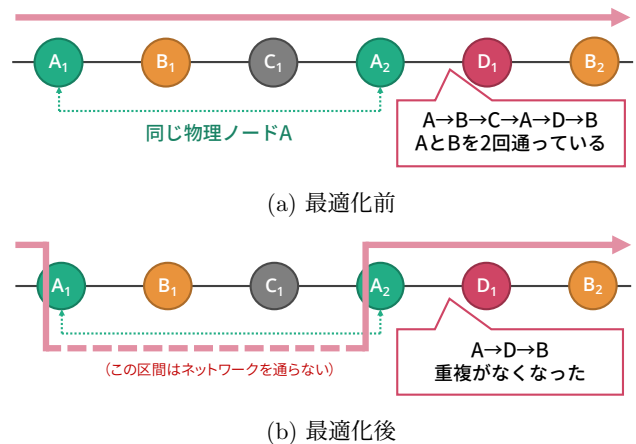 A1 B1 C1 A2 D1 B2
同じ物理ノードA
A→B→C→A→D→B
AとBを2回通っている
(a) 最適化前
A1 B1 C1 A2 D1 B2
(この区間はネットワークを通らない)
A→D→B
重複がなくなった
(b) 最適化後